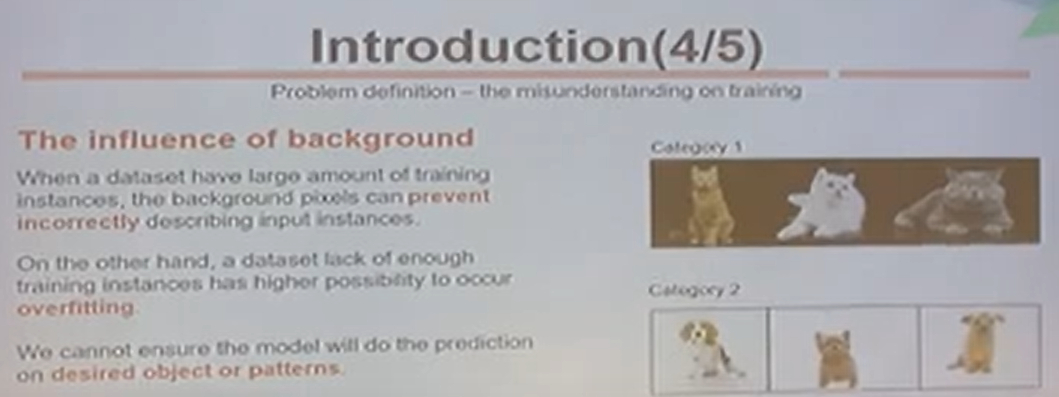 Introduction(4/5)
Problem definition – the misunderstanding on training
The influence of background
When a dataset have large amount of training
instances, the background pixels can prevent
incorrectly describing input instances.
On the other hand, a dataset lack of enough
training instances has higher possibility to occur
overfitting.
We cannot ensure the model will do the prediction
on desired object or patterns.
Category 1
Category 2